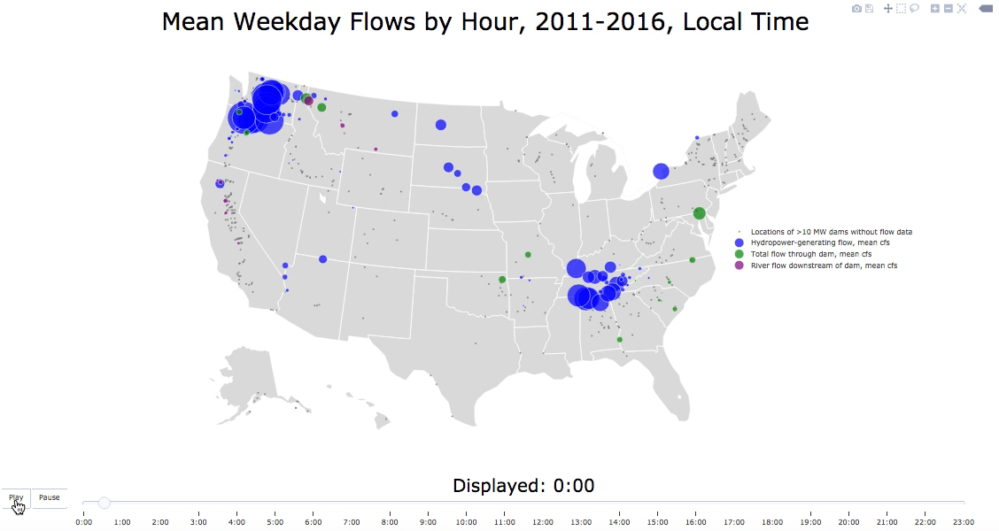 Mean Weekday Flows by Hour, 2011-2016, Local Time
Locations of >10 MW dams without flow data
Hydropower-generating flow, mean cfs
Total flow through dam, mean cfs
River flow downstream of dam, mean cfs
Displayed: 0:00
Play Pause
0:00 1:00 2:00 3:00 4:00 5:00 6:00 7:00 8:00 9:00 10:00 11:00 12:00 13:00 14:00 15:00 16:00 17:00 19:00 20:00 21:00 22:00 23:00